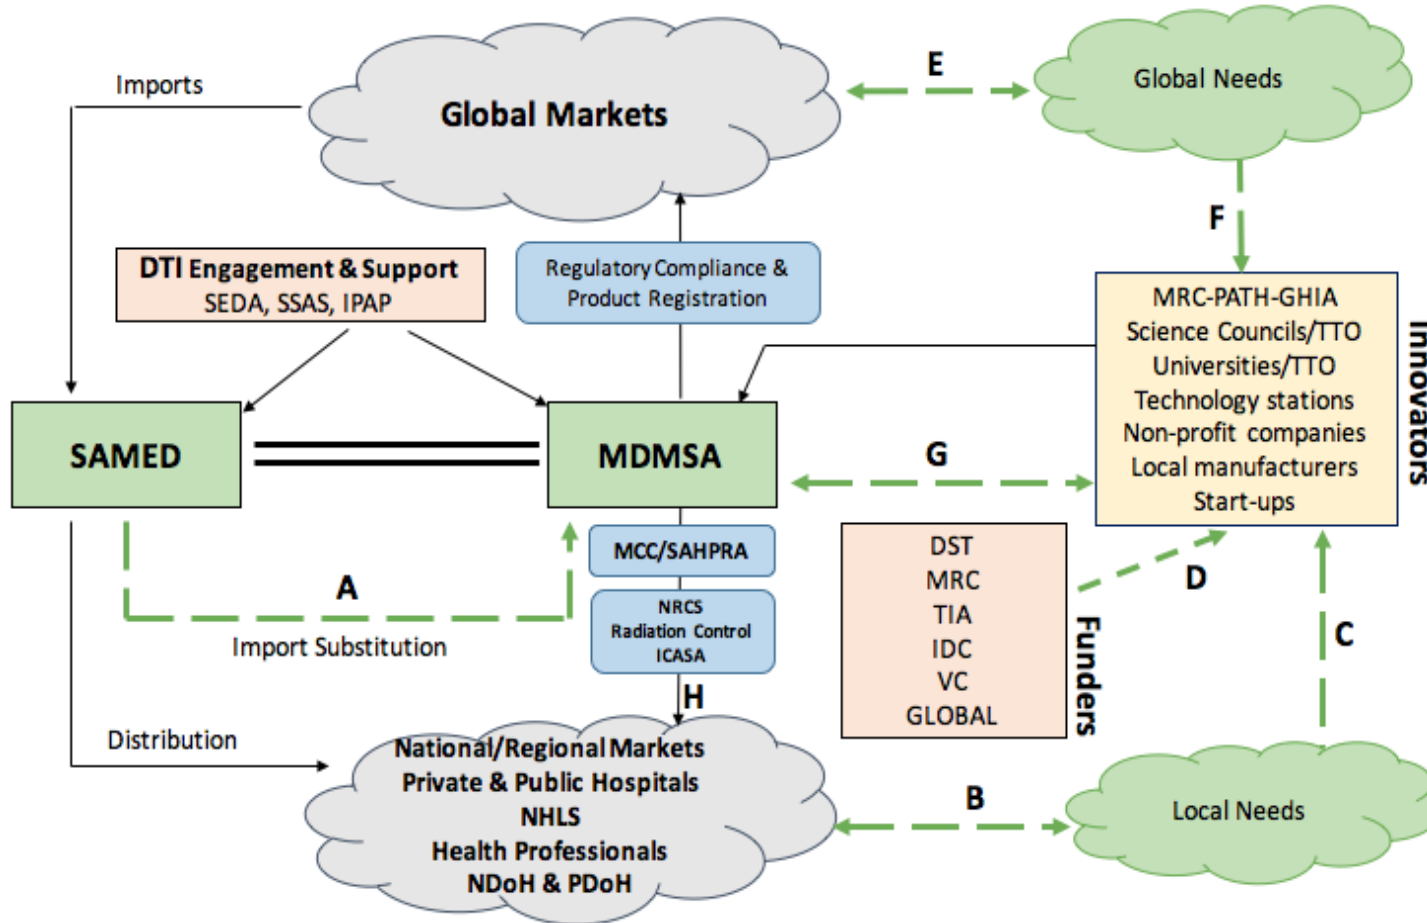 Imports
Global Markets
E
Global Needs
F
DTI Engagement & Support
SEDA, SSAS, IPAP
Regulatory Compliance &
Product Registration
MRC-PATH-GHIA
Science Councils/TTO
Universities/TTO
Technology stations
Non-profit companies
Local manufacturers
Start-ups
Innovators
SAMED
MDMSA
G
MCC/SAHPRA
NRCS
Radiation Control
ICASA
A
Import Substitution
DST
MRC
TIA
IDC
VC
GLOBAL
Funders
D
C
H
Distribution
National/Regional Markets
Private & Public Hospitals
NHLS
Health Professionals
NDoH & PDoH
B
Local Needs